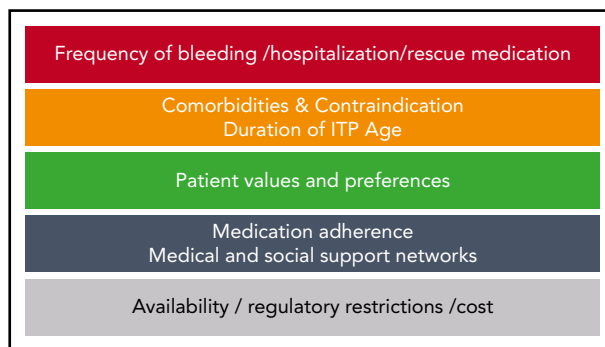 Frequency of bleeding /hospitalization/rescue medication
Comorbidities & Contraindication
Duration of ITP Age
Patient values and preferences
Medication adherence
Medical and social support networks
Availability / regulatory restrictions /cost